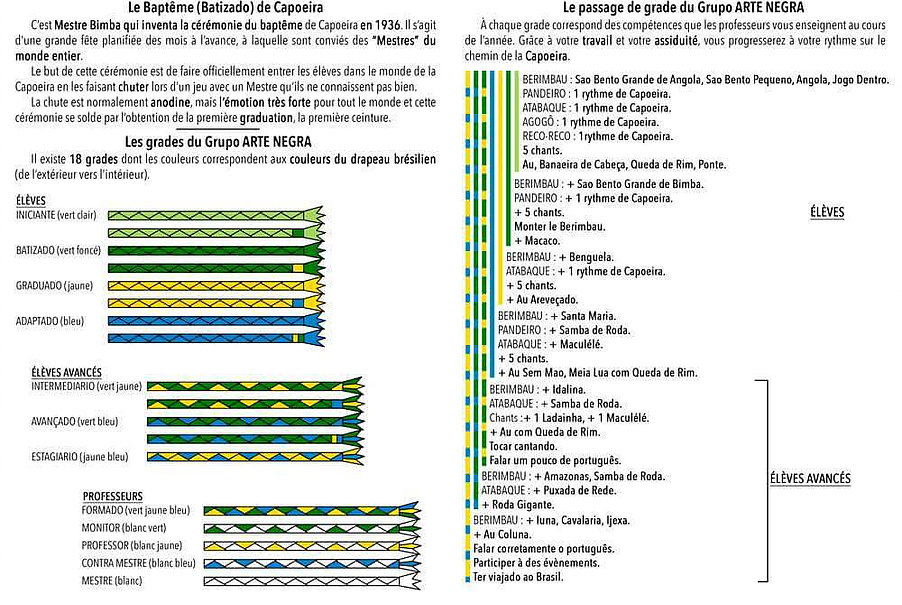 Le Baptême (Batizado) de Capoeira
C'est Mestre Bimba qui inventa la cérémonie du baptême de Capoeira en 1936. Il s'agit
d'une grande fête planifiée des mois à l'avance, à laquelle sont conviés des "Mestres" du
monde entier.
Le but de cette cérémonie est de faire officiellement entrer les élèves dans le monde de la
Capoeira en les faisant chuter lors d'un jeu avec un Mestre qu'ils ne connaissent pas bien.
La chute est normalement anodine, mais l'émotion très forte pour tout le monde et cette
cérémonie se solde par l'obtention de la première graduation, la première ceinture.
Les grades du Grupo ARTE NEGRA
Il existe 18 grades dont les couleurs correspondent aux couleurs du drapeau brésilien
(de l'extérieur vers l'intérieur).
ÉLÈVES
INICIANTE (vert clair)
BATIZADO (vert foncé)
GRADUADO (jaune)
ADAPTADO (bleu)
ÉLÈVES AVANCÉS
INTERMEDIARIO (vert jaune)
AVANÇADO (vert bleu)
ESTAGIARIO (jaune bleu)
PROFESSEURS
FORMADO (vert jaune bleu)
MONITOR (blanc vert)
PROFESSOR (blanc jaune)
CONTRA MESTRE (blanc bleu)
MESTRE (blanc)
Le passage de grade du Grupo ARTE NEGRA
À chaque grade correspond des compétences que les professeurs vous enseignent au cours
de l'année. Grâce à votre travail et votre assiduité, vous progresserez à votre rythme sur le
chemin de la Capoeira.
BERIMBAU : Sao Bento Grande de Angola, Sao Bento Pequeno, Angola, Jogo Dentro.
PANDEIRO : 1 rythme de Capoeira.
ATABAQUE : 1 rythme de Capoeira.
AGOGÔ : 1 rythme de Capoeira.
RECO-RECO : 1rythme de Capoeira.
5 chants.
Au, Banaeira de Cabeça, Queda de Rim, Ponte.
BERIMBAU : + Sao Bento Grande de Bimba.
PANDEIRO : + 1 rythme de Capoeira.
+ 5 chants.
Monter le Berimbau.
+ Macaco.
ÉLÈVES
BERIMBAU : + Benguela.
ATABAQUE : + 1 rythme de Capoeira.
+ 5 chants.
+ Au Areveçado.
BERIMBAU : + Santa Maria.
PANDEIRO : + Samba de Roda.
ATABAQUE : + Maculélé.
+ 5 chants.
+ Au Sem Mao, Meia Lua com Queda de Rim.
BERIMBAU : + Idalina.
ATABAQUE : + Samba de Roda.
Chants : + 1 Ladainha, + 1 Maculélé.
+ Au com Queda de Rim.
Tocar cantando.
Falar um pouco de português.
BERIMBAU : + Amazonas, Samba de Roda.
ATABAQUE : + Puxada de Rede.
+ Roda Gigante.
ÉLÈVES AVANCÉS
BERIMBAU : + Iuna, Cavalaria, Ijexa.
+ Au Coluna.
Falar corretamente o português.
Participer à des évènements.
Ter viajado ao Brasil.